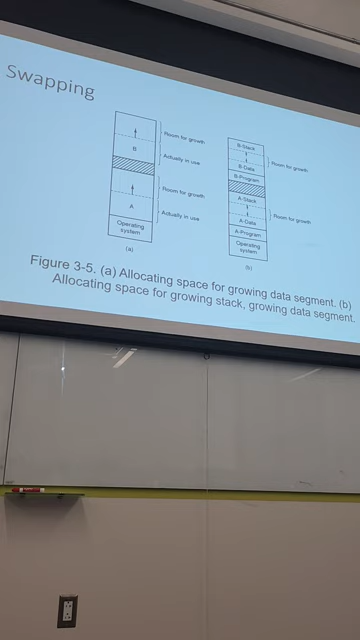 Swapping
Room for growth
B
Actually in use
Room for growth
A
Actually in use
Operating
system
(a)
B-Stack
Room for growth
B-Data
B-Program
A-Stack
Room for growth
A-Data
A-Program
Operating
system
(b)
Figure 3-5. (a) Allocating space for growing data segment. (b)
Allocating space for growing stack, growing data segment.